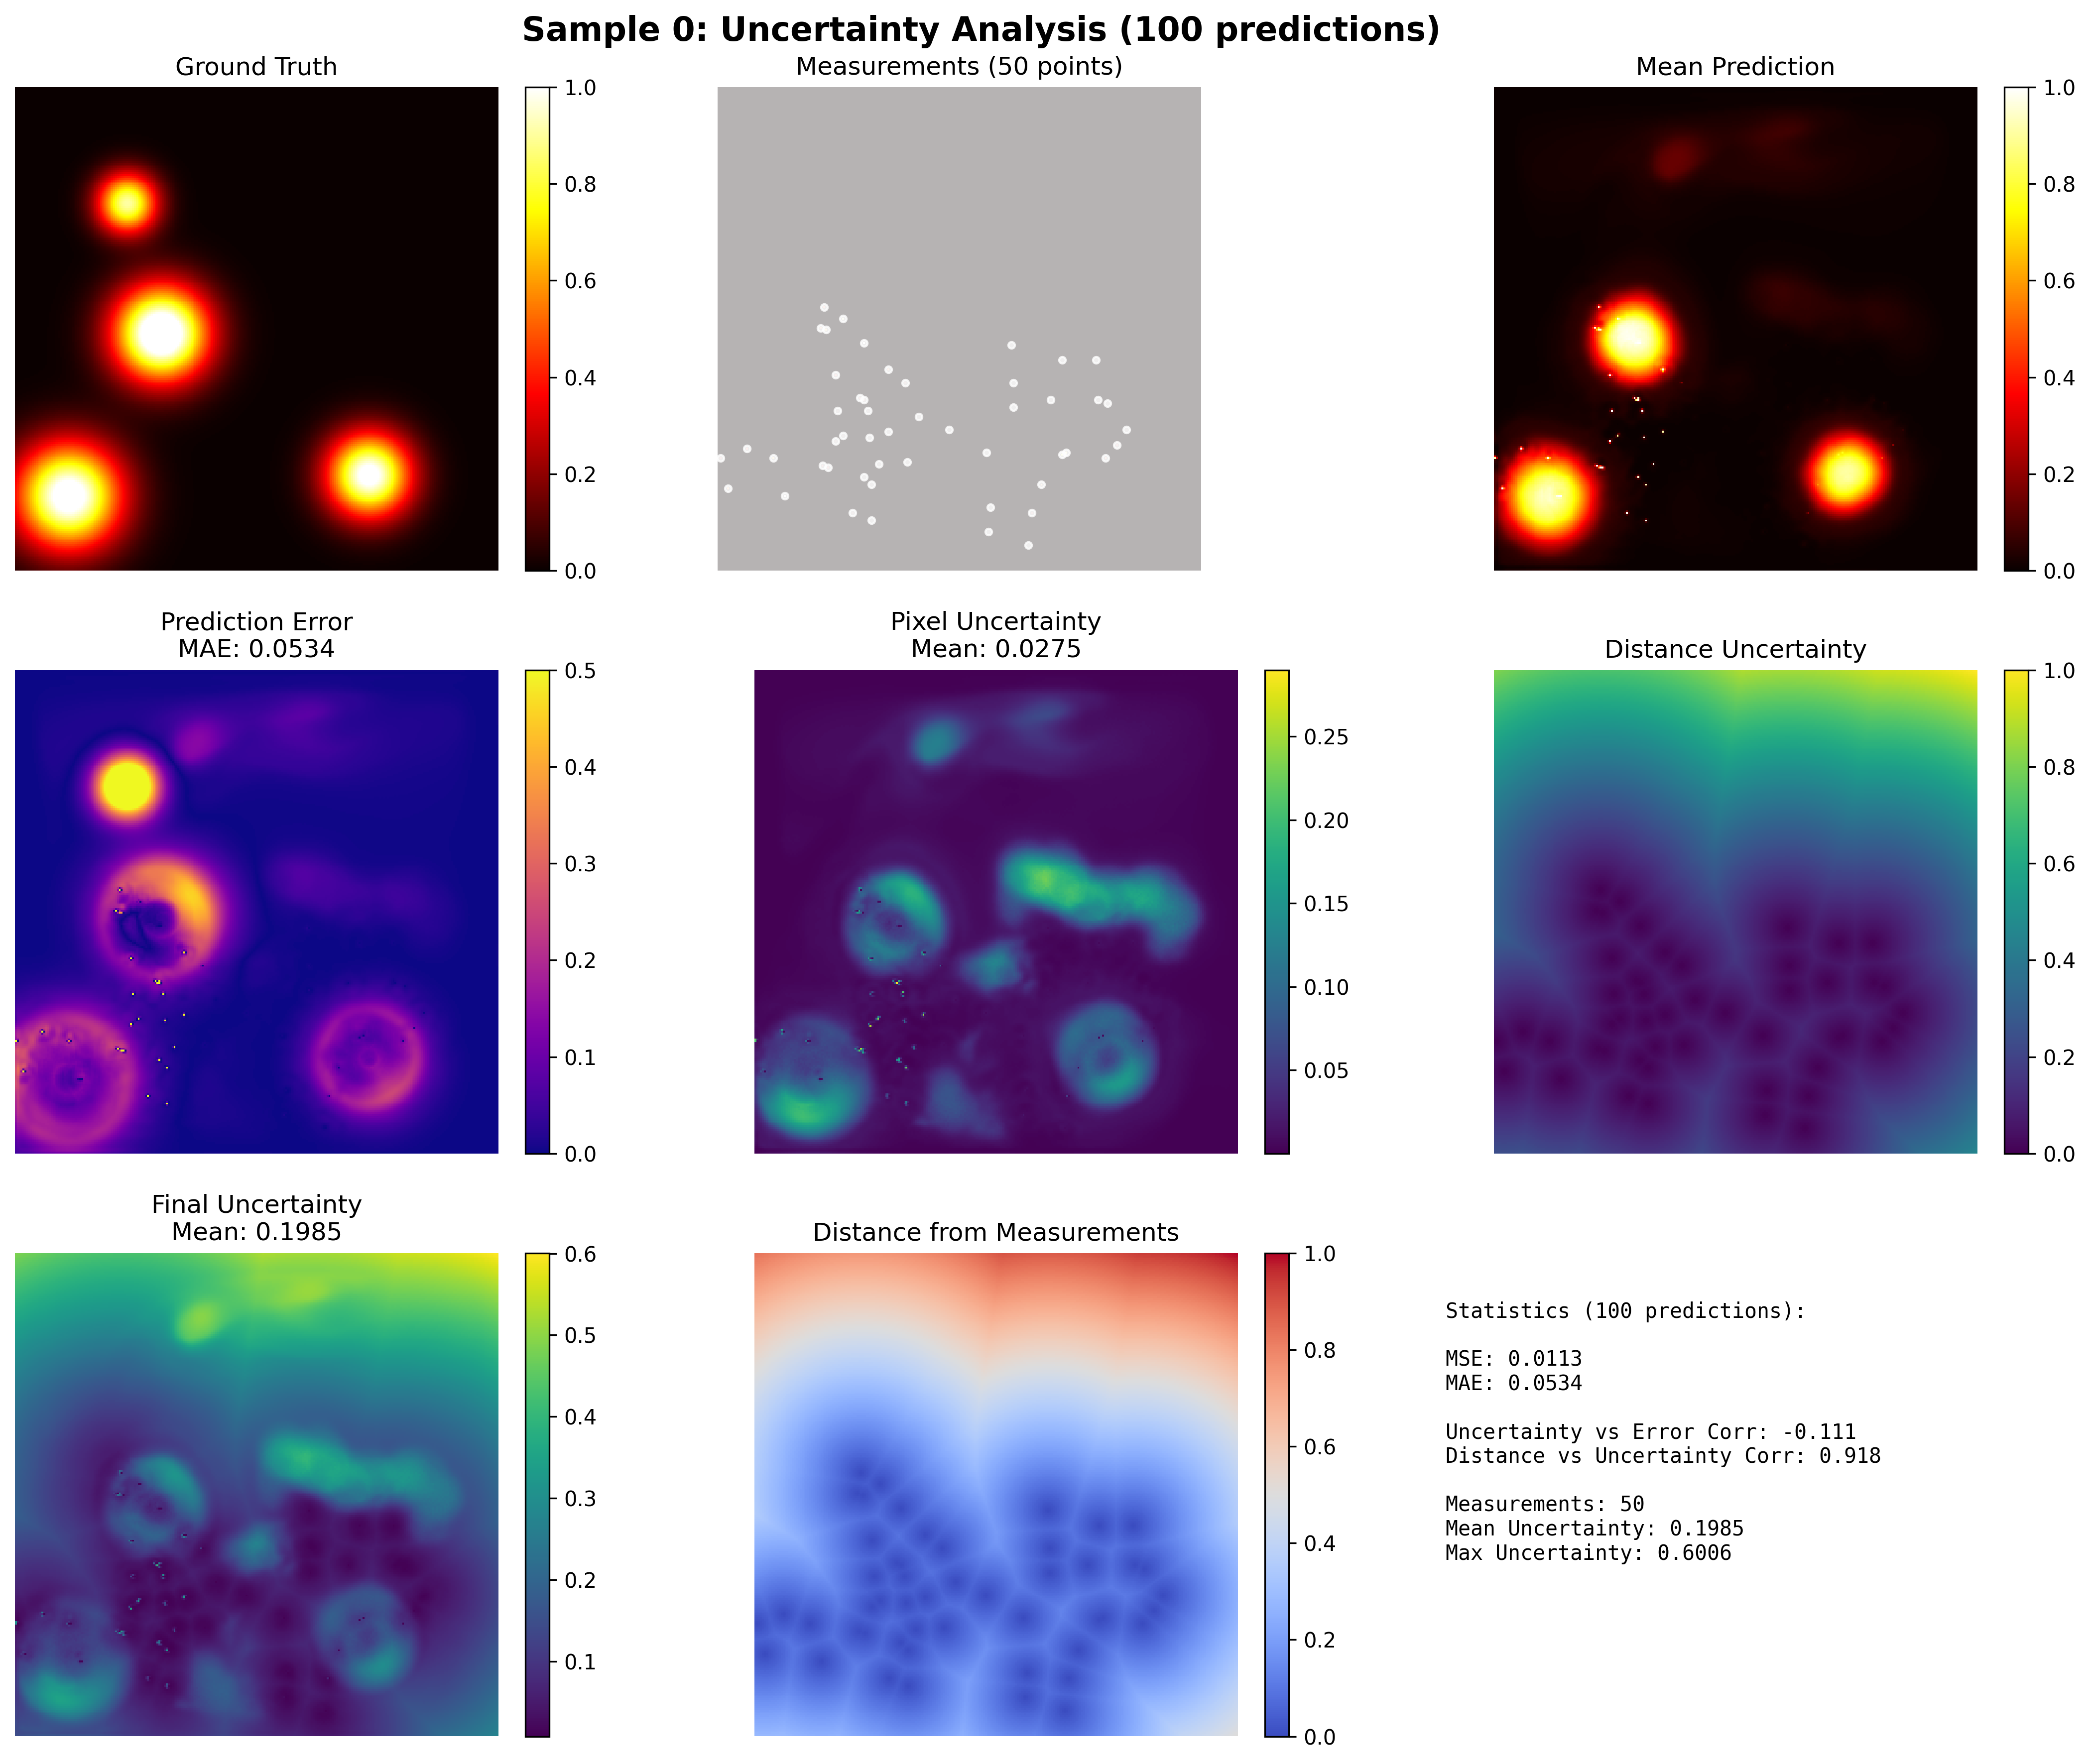 Sample 0: Uncertainty Analysis (100 predictions)
Ground Truth
1.0
0.8
0.6
0.4
0.2
0.0
Measurements (50 points)
Mean Prediction
1.0
0.8
0.6
0.4
0.2
0.0
Prediction Error
MAE: 0.0534
0.5
0.4
0.3
0.2
0.1
0.0
Pixel Uncertainty
Mean: 0.0275
0.25
0.20
0.15
0.10
0.05
Distance Uncertainty
1.0
0.8
0.6
0.4
0.2
0.0
Final Uncertainty
Mean: 0.1985
0.6
0.5
0.4
0.3
0.2
0.1
Distance from Measurements
1.0
0.8
0.6
0.4
0.2
0.0
Statistics (100 predictions):
MSE: 0.0113
MAE: 0.0534
Uncertainty vs Error Corr: -0.111
Distance vs Uncertainty Corr: 0.918
Measurements: 50
Mean Uncertainty: 0.1985
Max Uncertainty: 0.6006